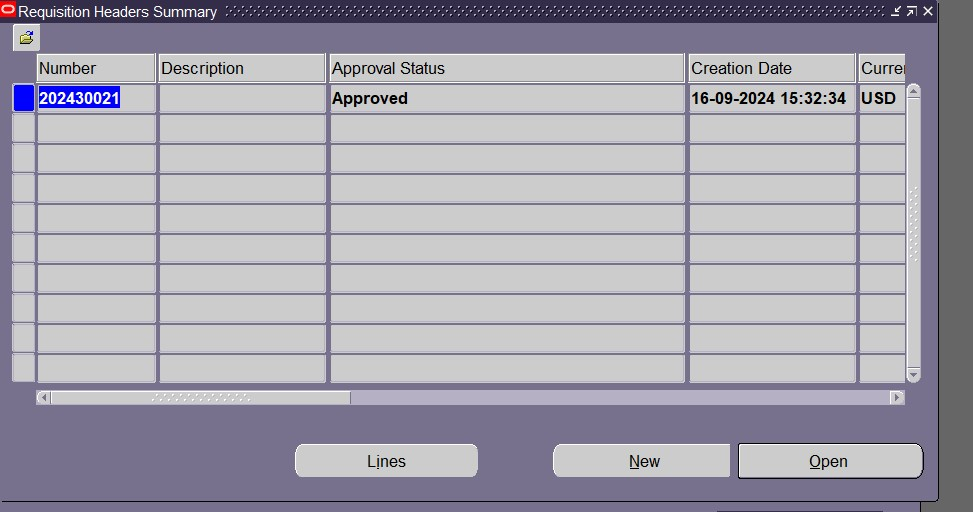 Requisition Headers Summary
Number Description Approval Status Creation Date Curre
202430021 Approved 16-09-2024 15:32:34 USD
Lines New Open